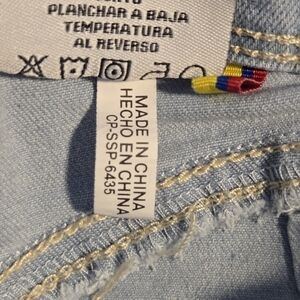 PLANCHAR A BAJA
TEMPERATURA
AL REVERSO
MADE IN CHINA
HECHO EN CHINA
CP-SSP-6435